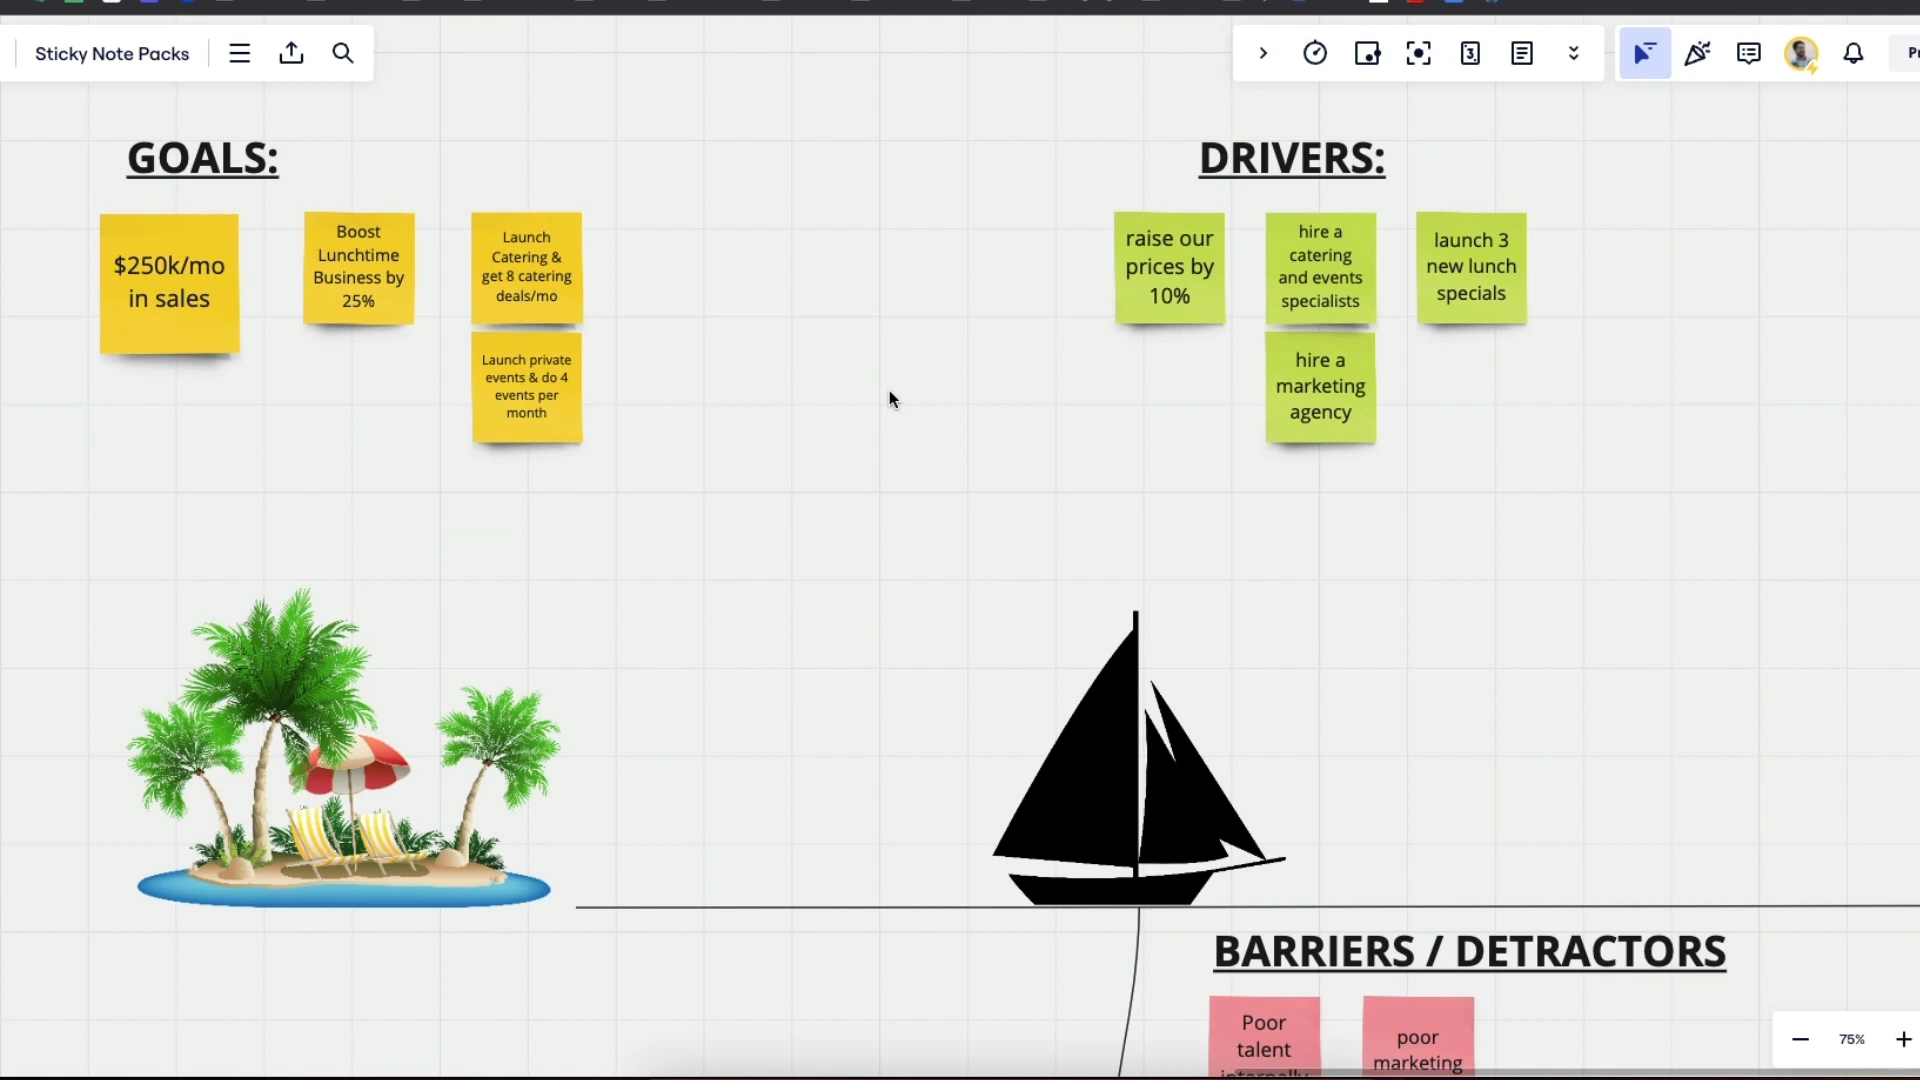 Sticky Note Packs
GOALS:
$250k/mo
in sales
Boost
Lunchtime
Business by
25%
Launch
Catering &
get 8 catering
deals/mo
Launch private
events & do 4
events per
month
DRIVERS:
raise our
prices by
10%
hire a
catering
and events
specialists
launch 3
new lunch
specials
hire a
marketing
agency
BARRIERS / DETRACTORS
Poor
talent
internally
poor
marketing
3
75%